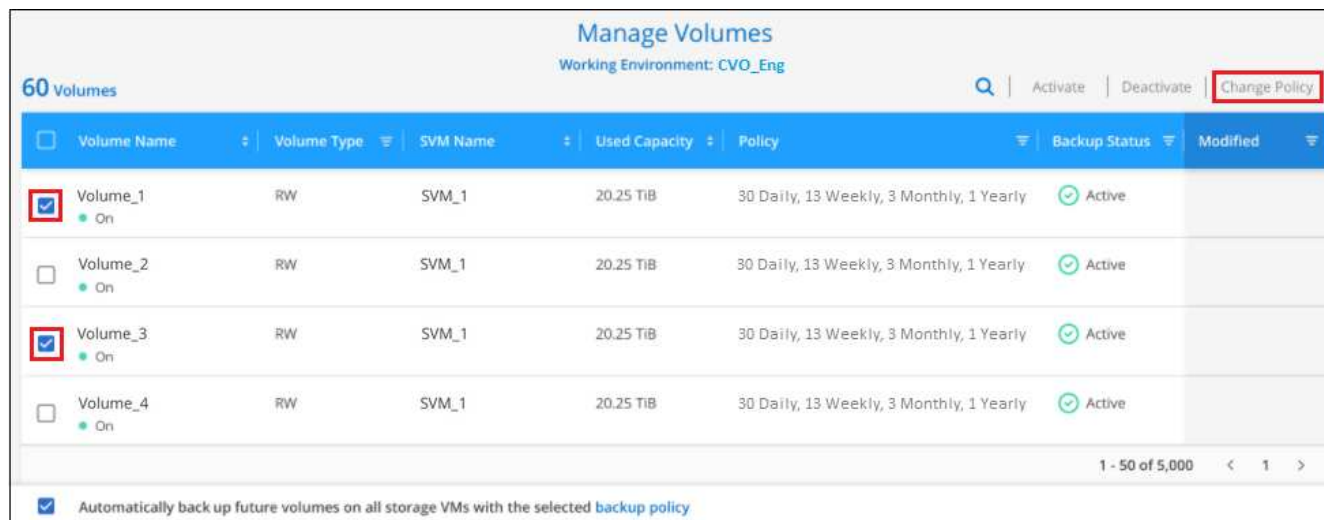 Manage Volumes
Working Environment: CVO_Eng
60 Volumes
Activate | Deactivate | Change Policy
Volume Name Volume Type SVM Name Used Capacity Policy Backup Status Modified
Volume_1 RW SVM_1 20.25 TiB 30 Daily, 13 Weekly, 3 Monthly, 1 Yearly Active
On
Volume_2 RW SVM_1 20.25 TiB 30 Daily, 13 Weekly, 3 Monthly, 1 Yearly Active
On
Volume_3 RW SVM_1 20.25 TiB 30 Daily, 13 Weekly, 3 Monthly, 1 Yearly Active
On
Volume_4 RW SVM_1 20.25 TiB 30 Daily, 13 Weekly, 3 Monthly, 1 Yearly Active
On
1 - 50 of 5,000 < 1 >
Automatically back up future volumes on all storage VMs with the selected backup policy